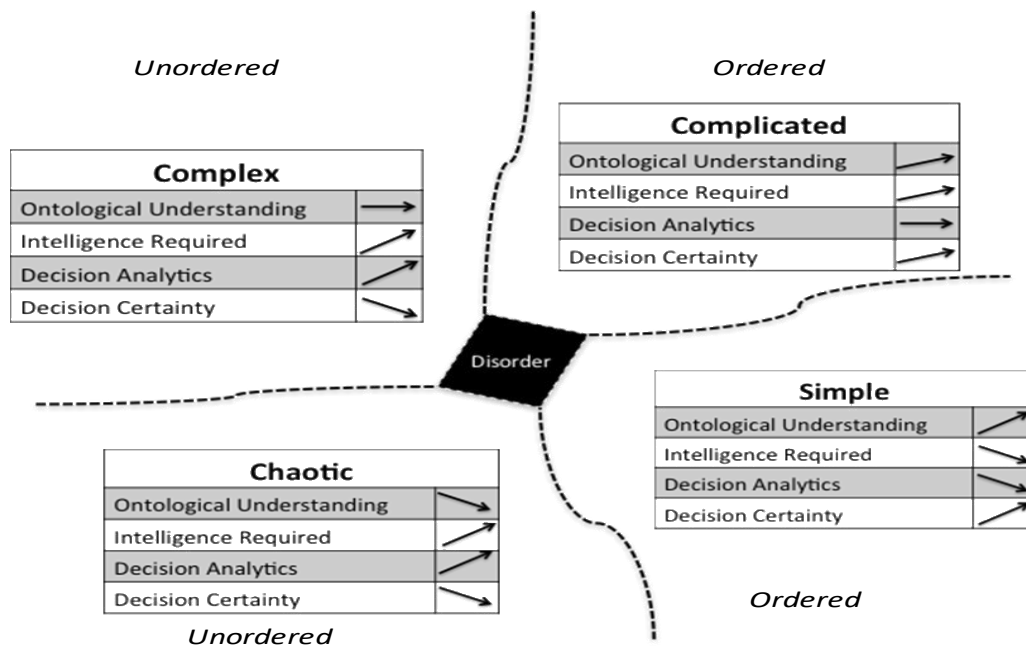 Unordered
Ordered
Complicated
Ontological Understanding
Intelligence Required
Decision Analytics
Decision Certainty
Complex
Ontological Understanding
Intelligence Required
Decision Analytics
Decision Certainty
Disorder
Simple
Ontological Understanding
Intelligence Required
Decision Analytics
Decision Certainty
Chaotic
Ontological Understanding
Intelligence Required
Decision Analytics
Decision Certainty
Ordered
Unordered